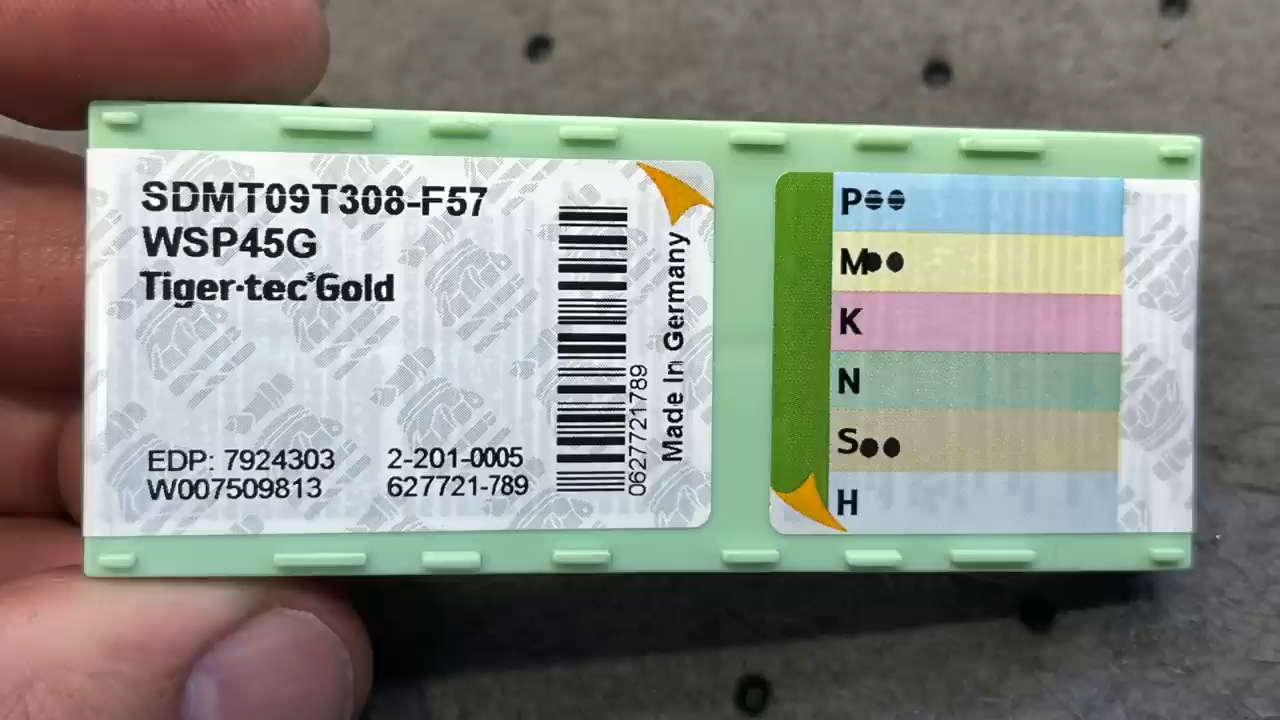 SDMT09T308-F57
WSP45G
Tiger·tec®Gold
EDP: 7924303 2-201-0005
W007509813 627721-789
0627721789
Made In Germany
P
M
K
N
S
H